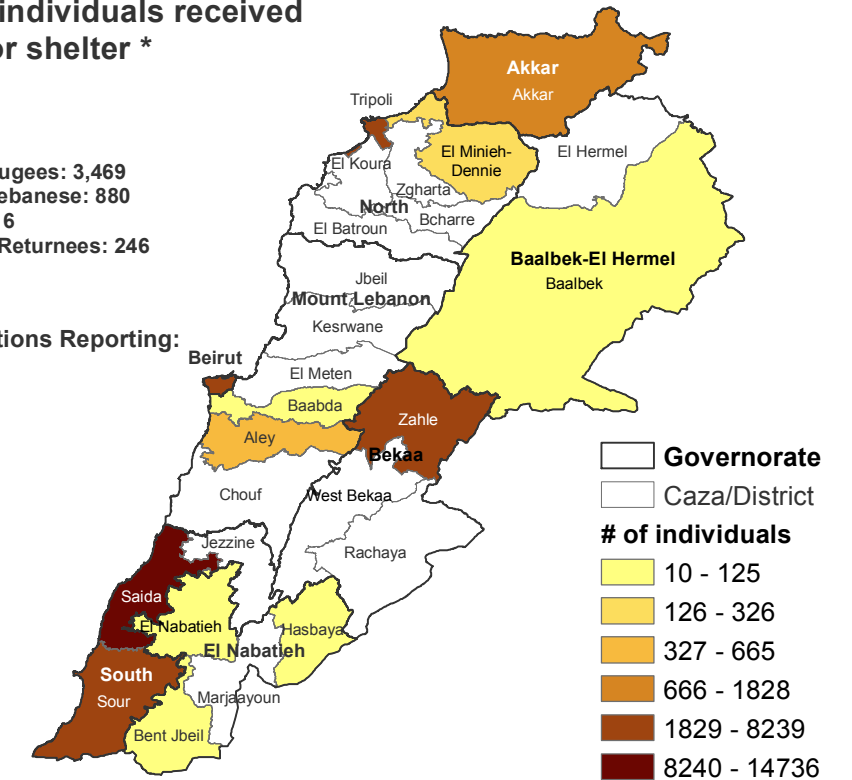 individuals received
or shelter *
ugees: 3,469
ebanese: 880
6
Returnees: 246
tions Reporting:
Akkar
Akkar
Tripoli
El Koura
El Minieh-
Dennie
El Hermel
Zgharta
North
Bcharre
El Batroun
Baalbek-El Hermel
Baalbek
Jbeil
Mount Lebanon
Kesrwane
Beirut
El Meten
Baabda
Zahle
Aley
Bekaa
Chouf
West Bekaa
Jezzine
Rachaya
Saida
El Nabatieh
Hasbaya
El Nabatieh
South
Sour
Marjaayoun
Bent Jbeil
Governorate
Caza/District
# of individuals
10 - 125
126 - 326
327 - 665
666 - 1828
1829 - 8239
8240 - 14736